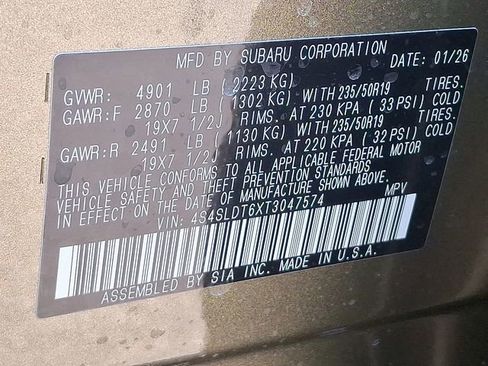 MFD BY SUBARU CORPORATION DATE: 01/26
GVWR: 4901 LB (2223 KG)
GAWR:F 2870 LB (1302 KG) WITH 235/50R19 TIRES.
19X7 1/2J RIMS. AT 230 KPA (33PSI) COLD
GAWR:R 2491 LB (1130 KG) WITH 235/50R19 TIRES.
19X7 1/2J RIMS. AT 220 KPA (32PSI) COLD
THIS VEHICLE CONFORMS TO ALL APPLICABLE FEDERAL MOTOR
VEHICLE SAFETY AND THEFT PREVENTION STANDARDS
IN EFFECT ON THE DATE OF MANUFACTURE SHOWN ABOVE.
VIN: 4S4SLDT6XT3047574 MPV
ASSEMBLED BY SIA INC. MADE IN U.S.A.